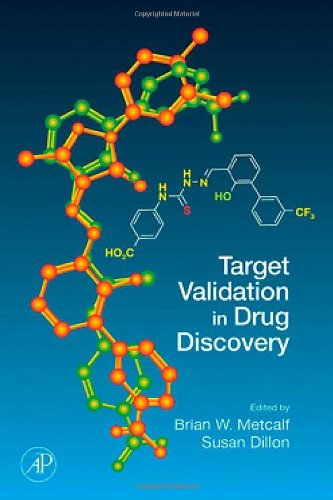 H
N
H
N
N
S
HO
CF₃
HO₂C
Target
Validation
in Drug
Discovery
Edited by
Brian W. Metcalf
Susan Dillon
AP